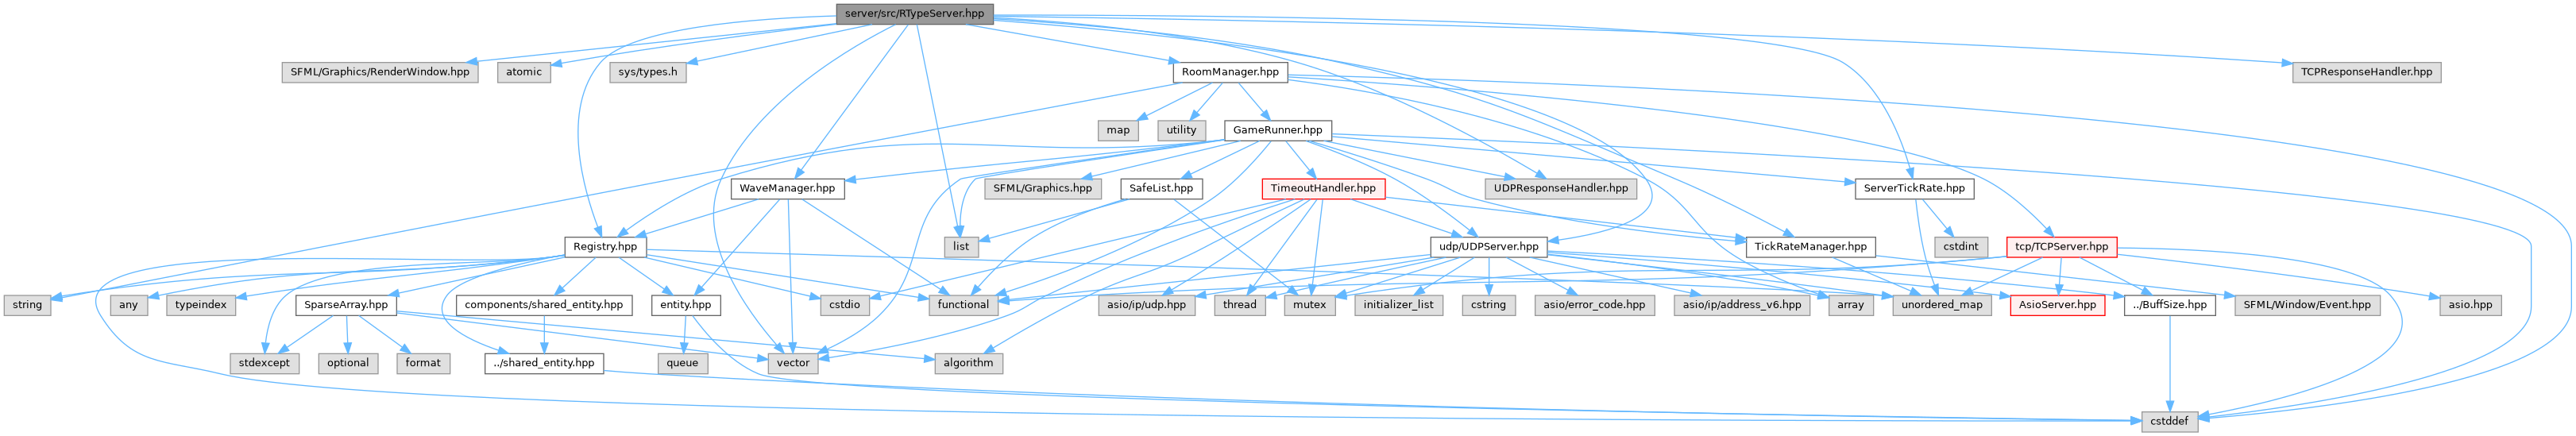 server/src/RTypeServer.hpp
SFML/Graphics/RenderWindow.hpp
atomic
sys/types.h
RoomManager.hpp
TCPResponseHandler.hpp
map
utility
GameRunner.hpp
WaveManager.hpp
SFML/Graphics.hpp
SafeList.hpp
TimeoutHandler.hpp
UDPResponseHandler.hpp
ServerTickRate.hpp
Registry.hpp
list
udp/UDPServer.hpp
TickRateManager.hpp
cstdint
tcp/TCPServer.hpp
string
any
typeindex
SparseArray.hpp
components/shared_entity.hpp
entity.hpp
cstdio
functional
asio/ip/udp.hpp
thread
mutex
initializer_list
cstring
asio/error_code.hpp
asio/ip/address_v6.hpp
array
unordered_map
AsioServer.hpp
../BuffSize.hpp
SFML/Window/Event.hpp
asio.hpp
stdexcept
optional
format
../shared_entity.hpp
queue
vector
algorithm
cstddef